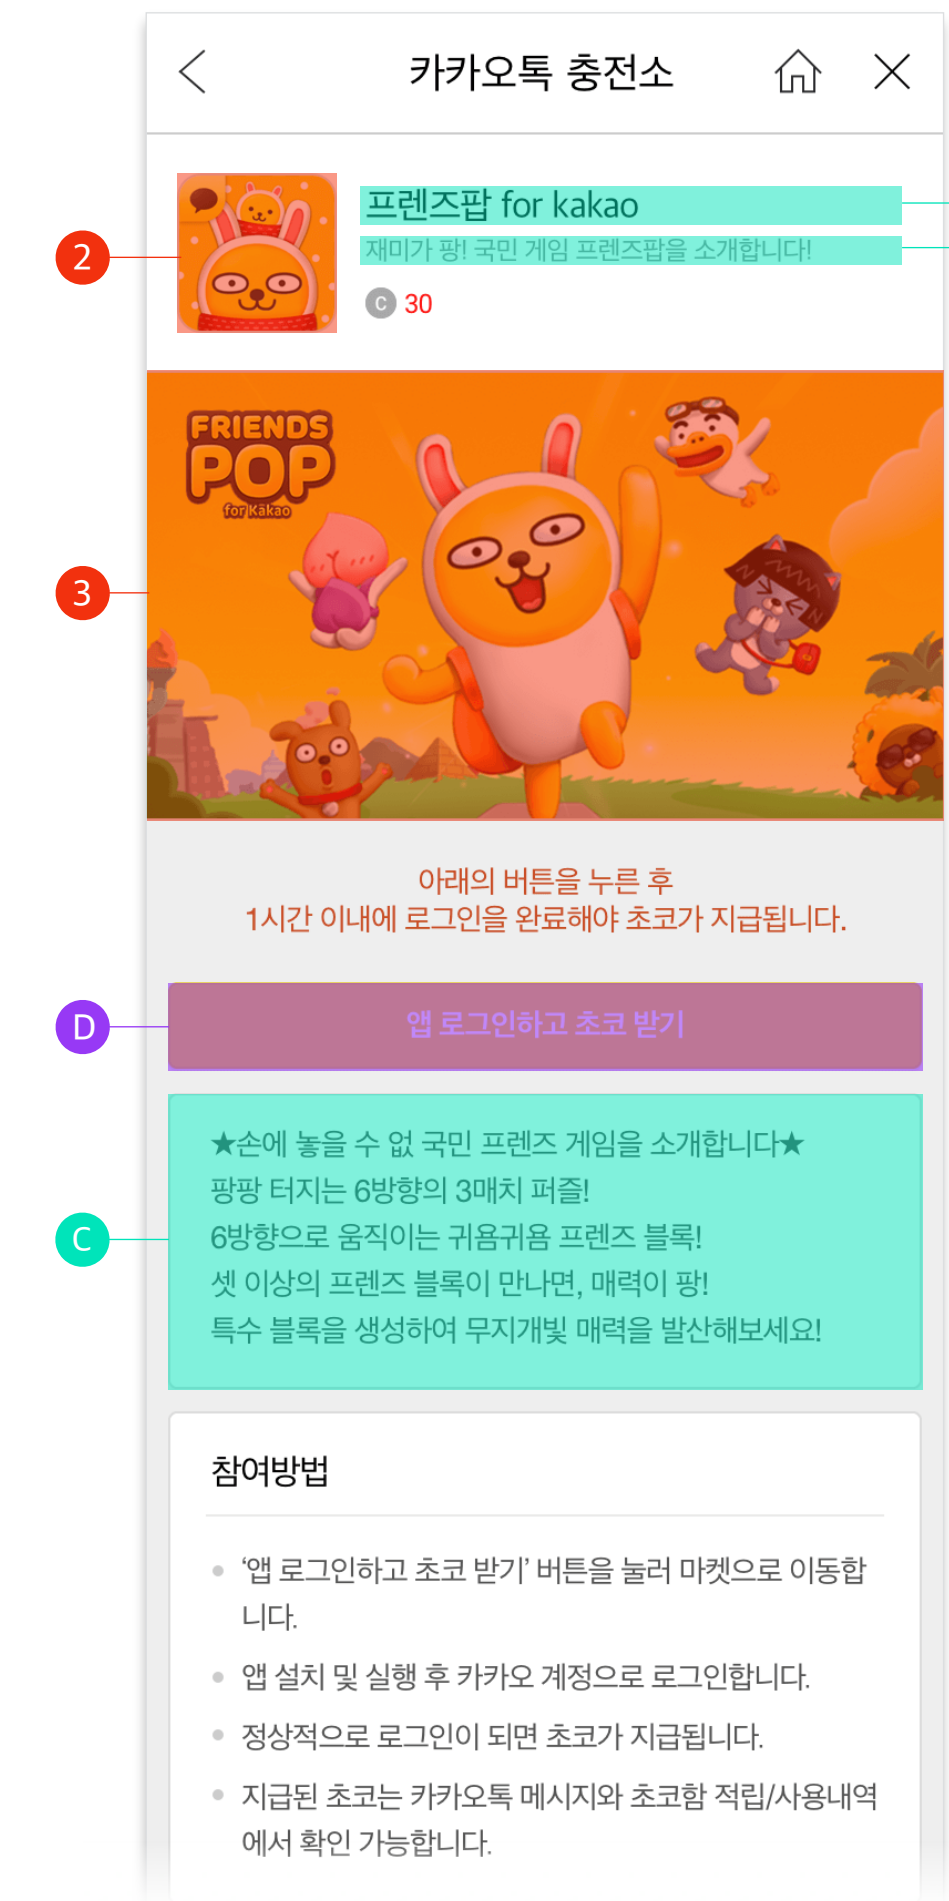 카카오톡 충전소
프렌즈팝 for kakao
2
재미가 팡! 국민 게임 프렌즈팝을 소개합니다!
C 30
FRIENDS
POP
for Kakao
3
아래의 버튼을 누른 후
1시간 이내에 로그인을 완료해야 초코가 지급됩니다.
D
앱 로그인하고 초코 받기
★손에 놓을 수 없 국민 프렌즈 게임을 소개합니다★
팡팡 터지는 6방향의 3매치 퍼즐!
C
6방향으로 움직이는 귀욤귀욤 프렌즈 블록!
셋 이상의 프렌즈 블록이 만나면, 매력이 팡!
특수 블록을 생성하여 무지개빛 매력을 발산해보세요!
참여방법
‘앱 로그인하고 초코 받기’ 버튼을 눌러 마켓으로 이동합
니다.
앱 설치 및 실행 후 카카오 계정으로 로그인합니다.
정상적으로 로그인이 되면 초코가 지급됩니다.
지급된 초코는 카카오톡 메시지와 초코함 적립/사용내역
에서 확인 가능합니다.